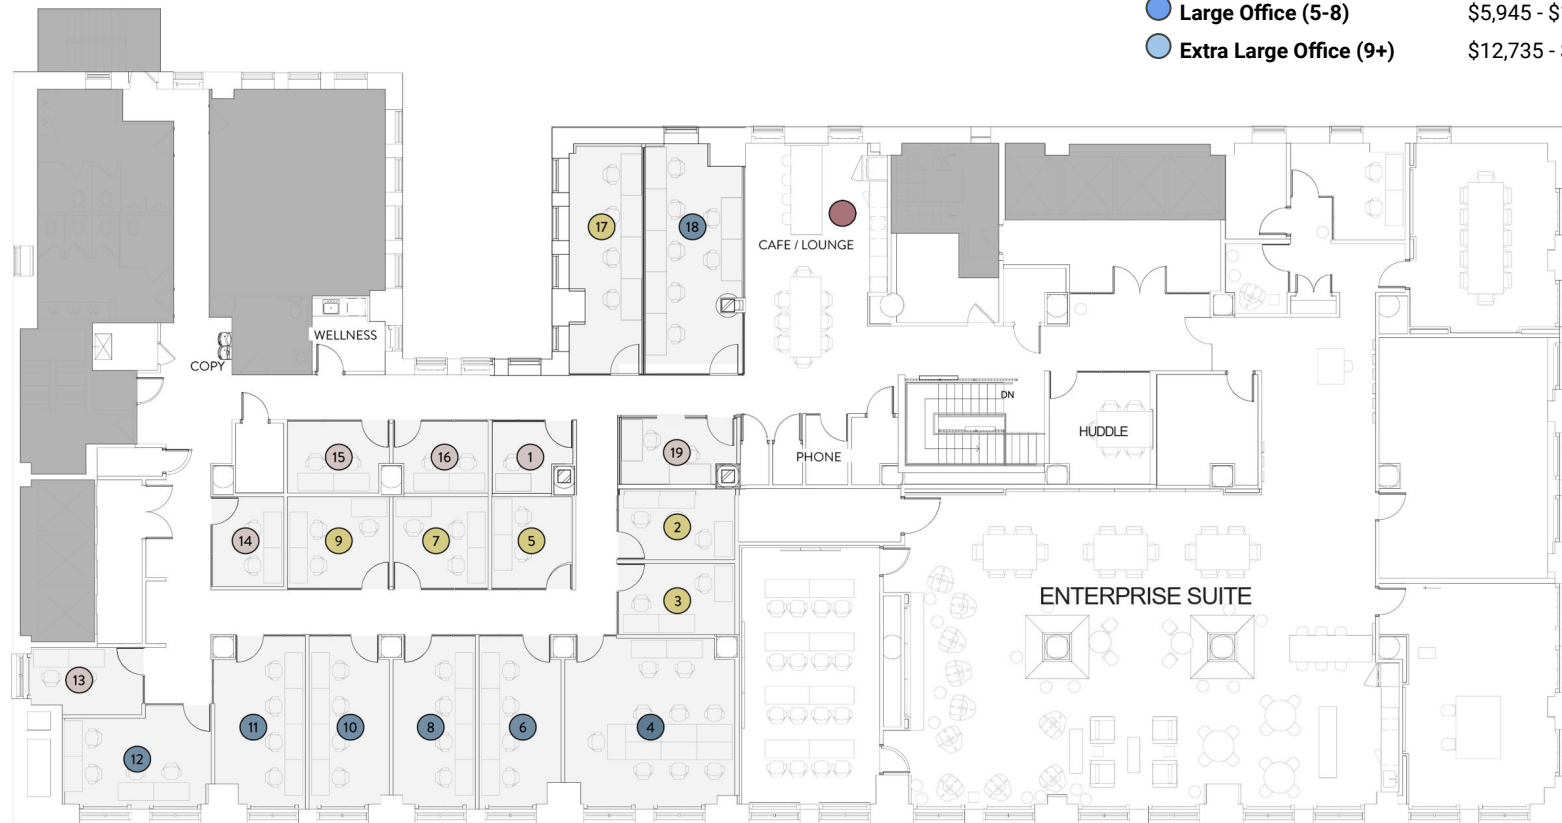 Large Office (5-8) $5,945 - $
Extra Large Office (9+) $12,735 -
17
18
CAFE / LOUNGE
WELLNESS
COPY
DN
HUDDLE
15
16
1
19
PHONE
14
9
7
5
2
3
ENTERPRISE SUITE
13
11
10
8
6
4
12